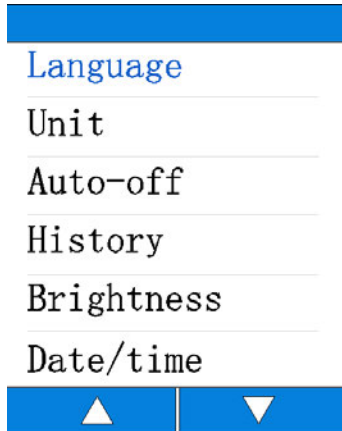 Language
Unit
Auto-off
History
Brightness
Date/time